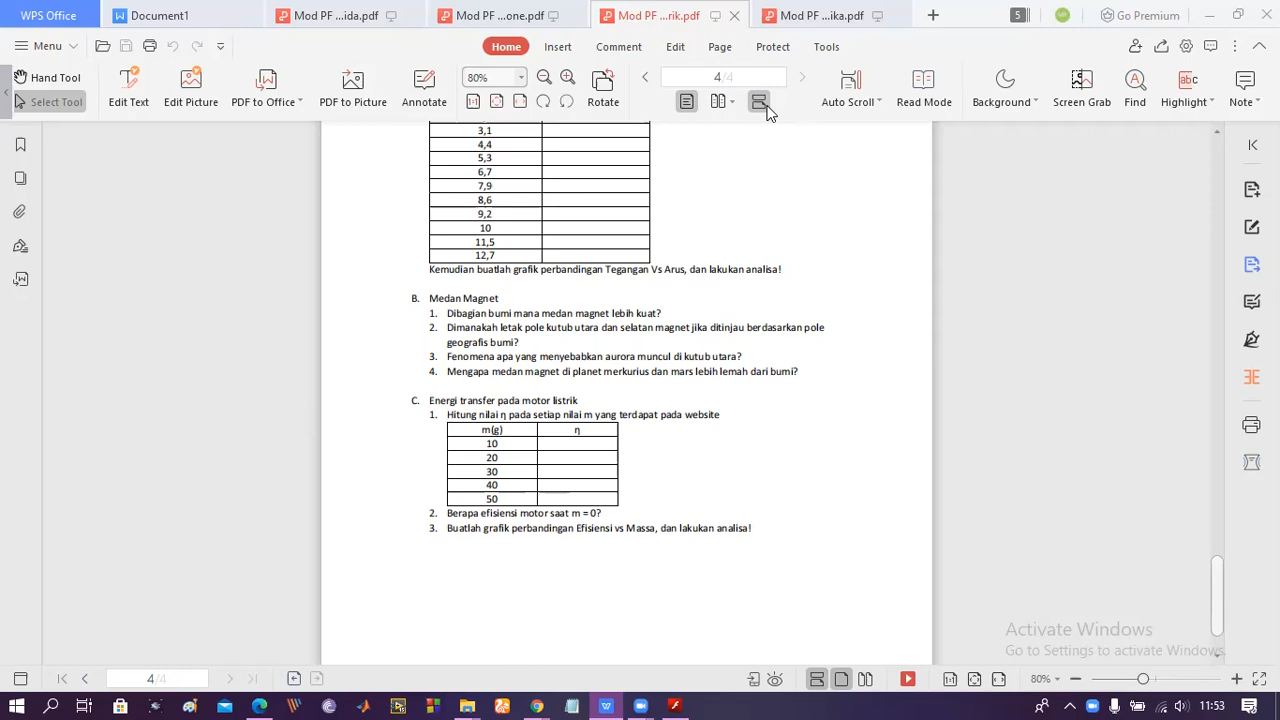 WPS Office
Document1
Mod PF ...ida.pdf
Mod PF ...one.pdf
Mod PF ...rik.pdf
Mod PF ...ika.pdf
5
Go Premium
Menu
Home
Insert
Comment
Edit
Page
Protect
Tools
Hand Tool
Select Tool
Edit Text
Edit Picture
PDF to Office
PDF to Picture
Annotate
80%
Rotate
4/4
Auto Scroll
Read Mode
Background
Screen Grab
Find
Highlight
Note
3,1
4,4
5,3
6,7
7,9
8,6
9,2
10
11,5
12,7
Kemudian buatlah grafik perbandingan Tegangan Vs Arus, dan lakukan analisa!
B. Medan Magnet
1. Dibagian bumi mana medan magnet lebih kuat?
2. Dimanakah letak pole kutub utara dan selatan magnet jika ditinjau berdasarkan pole
geografis bumi?
3. Fenomena apa yang menyebabkan aurora muncul di kutub utara?
4. Mengapa medan magnet di planet merkurius dan mars lebih lemah dari bumi?
C. Energi transfer pada motor listrik
1. Hitung nilai η pada setiap nilai m yang terdapat pada website
m(g) η
10
20
30
40
50
2. Berapa efisiensi motor saat m = 0?
3. Buatlah grafik perbandingan Efisiensi vs Massa, dan lakukan analisa!
Activate Windows
Go to Settings to activate Windows.
4/4
80%
11:53